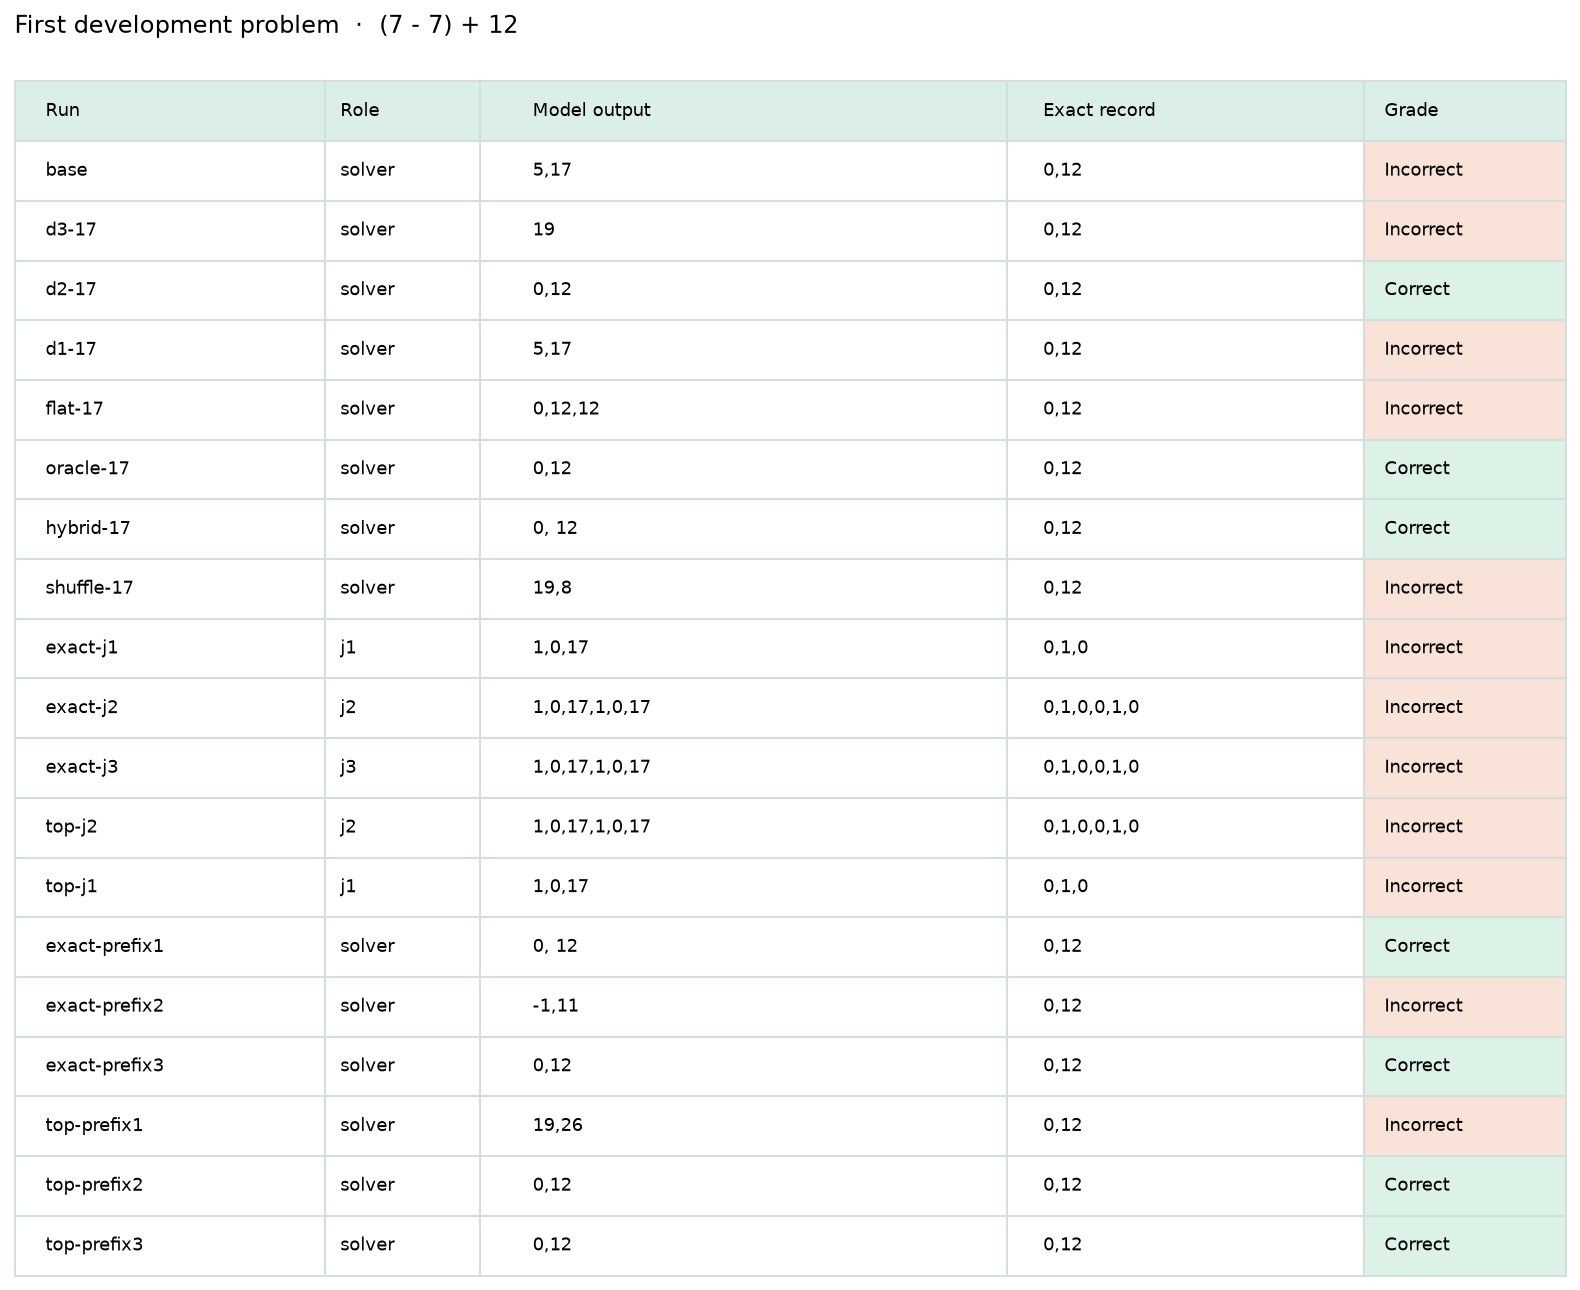 First development problem · (7 - 7) + 12
Run Role Model output Exact record Grade
base solver 5,17 0,12 Incorrect
d3-17 solver 19 0,12 Incorrect
d2-17 solver 0,12 0,12 Correct
d1-17 solver 5,17 0,12 Incorrect
flat-17 solver 0,12,12 0,12 Incorrect
oracle-17 solver 0,12 0,12 Correct
hybrid-17 solver 0, 12 0,12 Correct
shuffle-17 solver 19,8 0,12 Incorrect
exact-j1 j1 1,0,17 0,1,0 Incorrect
exact-j2 j2 1,0,17,1,0,17 0,1,0,0,1,0 Incorrect
exact-j3 j3 1,0,17,1,0,17 0,1,0,0,1,0 Incorrect
top-j2 j2 1,0,17,1,0,17 0,1,0,0,1,0 Incorrect
top-j1 j1 1,0,17 0,1,0 Incorrect
exact-prefix1 solver 0, 12 0,12 Correct
exact-prefix2 solver -1,11 0,12 Incorrect
exact-prefix3 solver 0,12 0,12 Correct
top-prefix1 solver 19,26 0,12 Incorrect
top-prefix2 solver 0,12 0,12 Correct
top-prefix3 solver 0,12 0,12 Correct